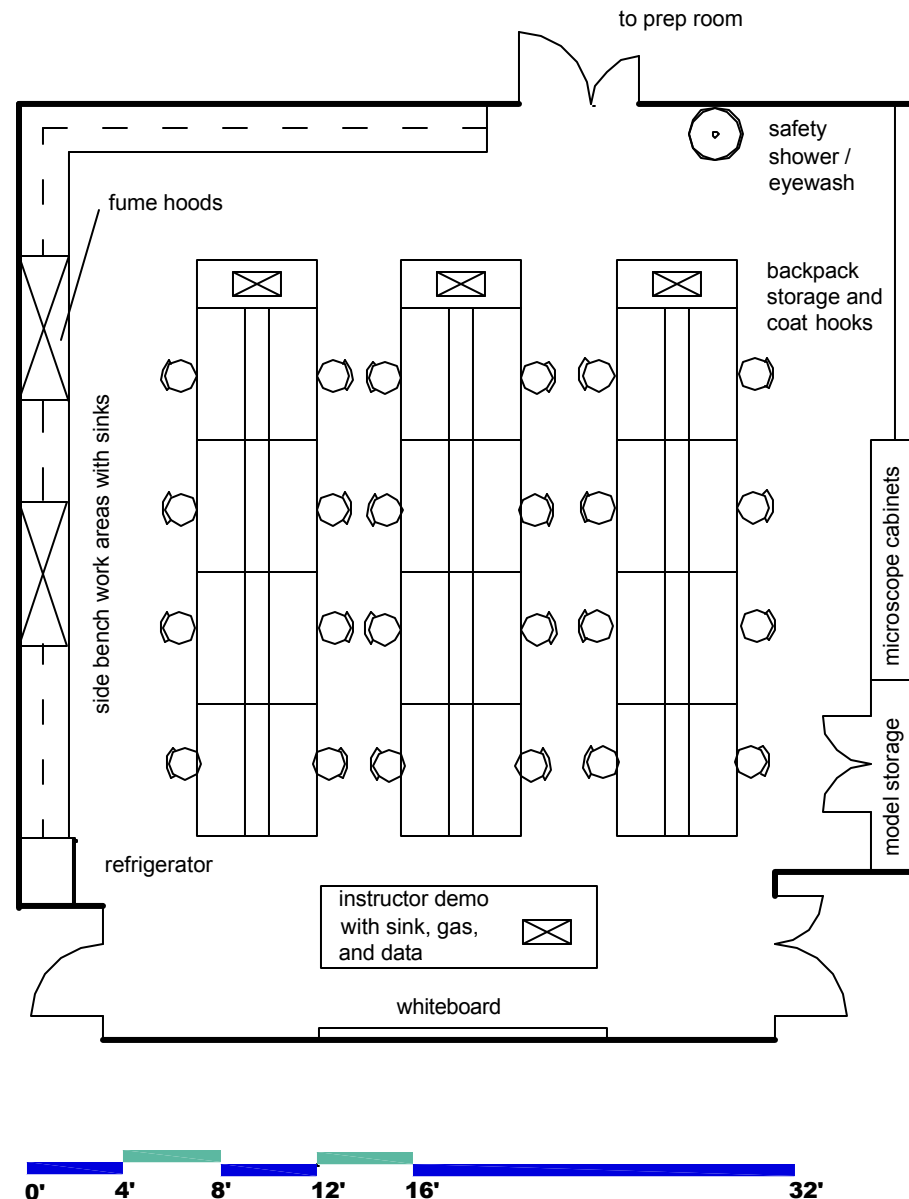 to prep room
safety
shower /
eyewash
fume hoods
backpack
storage and
coat hooks
side bench work areas with sinks
microscope cabinets
model storage
refrigerator
instructor demo
with sink, gas,
and data
whiteboard
0' 4' 8' 12' 16' 32'